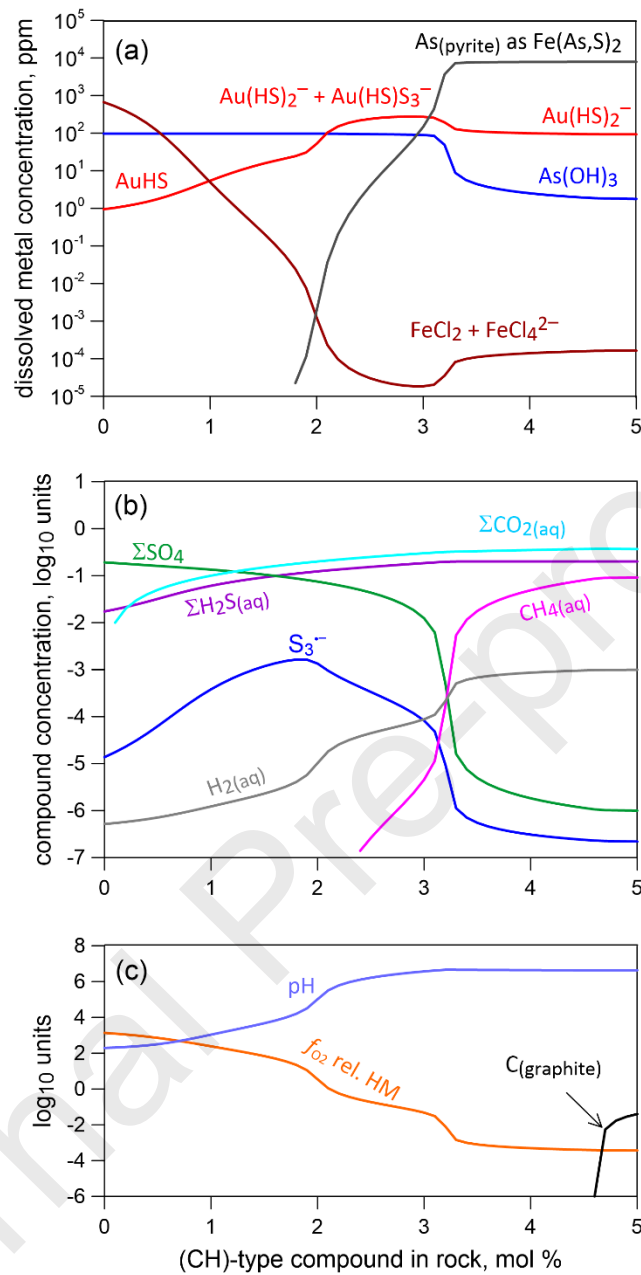 10⁵
10⁴
10³
10²
10¹
10⁰
10⁻¹
10⁻²
10⁻³
10⁻⁴
10⁻⁵
dissolved metal concentration, ppm
(a)
As(pyrite) as Fe(As,S)2
Au(HS)₂⁻ + Au(HS)S₃⁻
Au(HS)₂⁻
AuHS
As(OH)₃
FeCl₂ + FeCl₄²⁻
0 1 2 3 4 5
1
0
-1
-2
-3
-4
-5
-6
-7
compound concentration, log₁₀ units
(b)
ΣCO₂(aq)
ΣSO₄
ΣH₂S(aq)
CH₄(aq)
S₃•⁻
H₂(aq)
0 1 2 3 4 5
8
6
4
2
0
-2
-4
-6
log₁₀ units
(c)
pH
fO₂ rel. HM
C(graphite)
0 1 2 3 4 5
(CH)-type compound in rock, mol %
nal Pre-pro